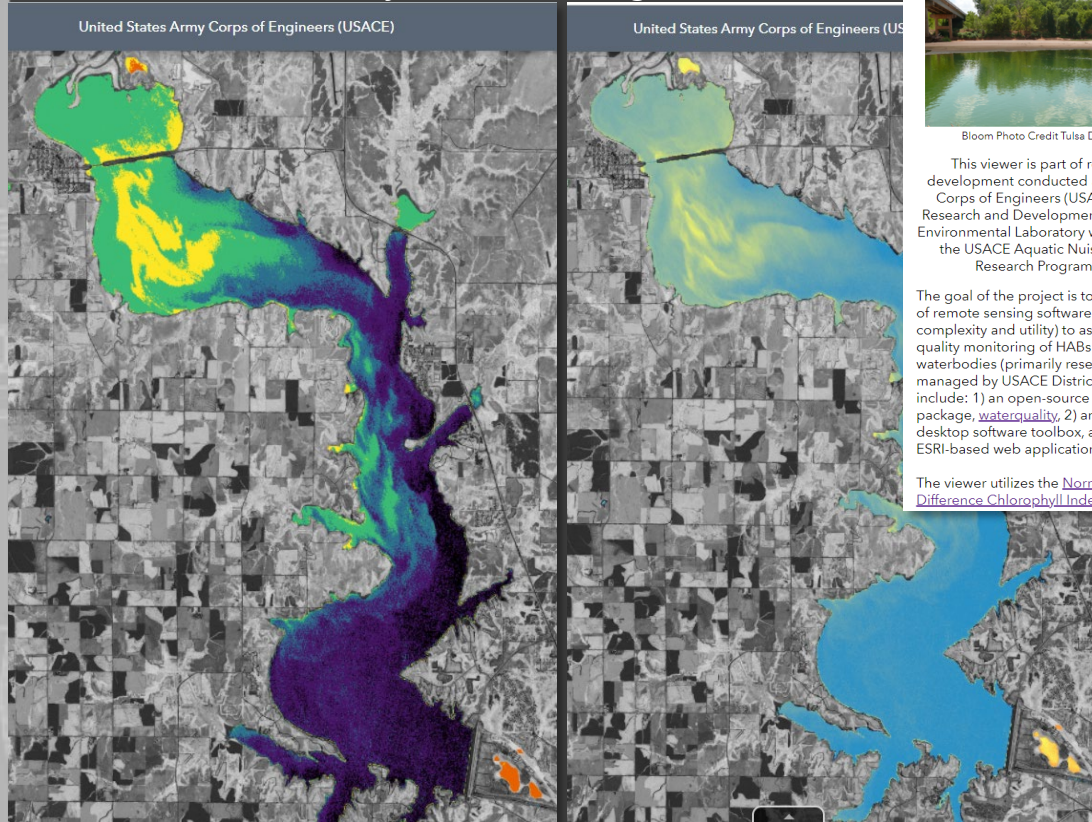 United States Army Corps of Engineers (USACE)
United States Army Corps of Engineers (US
Bloom Photo Credit Tulsa D
This viewer is part of r
development conducted
Corps of Engineers (USA
Research and Developmen
Environmental Laboratory w
the USACE Aquatic Nuis
Research Program
The goal of the project is to
of remote sensing software
complexity and utility) to as
quality monitoring of HABs
waterbodies (primarily rese
managed by USACE Distric
include: 1) an open-source
package, waterquality, 2) an
desktop software toolbox, a
ESRI-based web application
The viewer utilizes the Norr
Difference Chlorophyll Inde